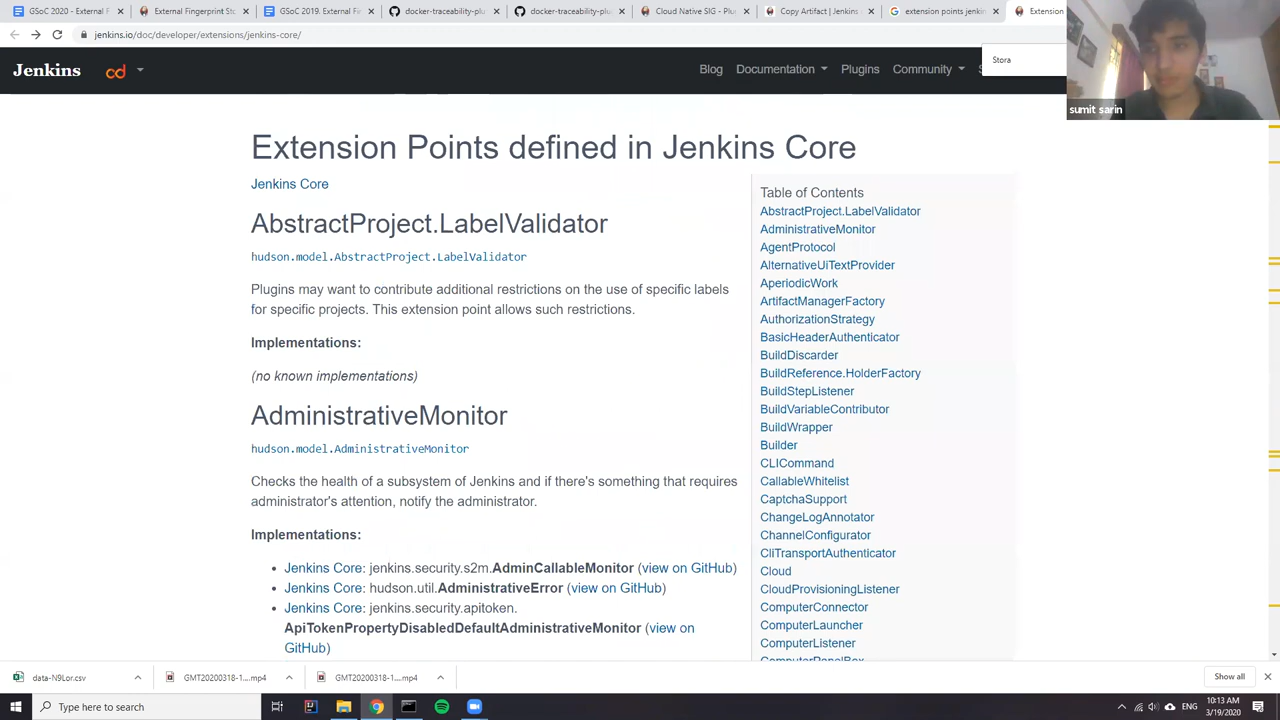 GSoC 2020 - External F
External Fingerprint Sto
GSoC 2019. External Fin
docker-traceability-plu
docker-traceability-plu
Cloud Native SIG - Plu
Copy Artifact | Jenkins
extension points jenkin
Extension
jenkins.io/doc/developer/extensions/jenkins-core/
Jenkins
cd
Blog
Documentation
Plugins
Community
Stora
sumit sarin
Extension Points defined in Jenkins Core
Jenkins Core
AbstractProject.LabelValidator
hudson.model.AbstractProject.LabelValidator
Plugins may want to contribute additional restrictions on the use of specific labels
for specific projects. This extension point allows such restrictions.
Implementations:
(no known implementations)
AdministrativeMonitor
hudson.model.AdministrativeMonitor
Checks the health of a subsystem of Jenkins and if there's something that requires
administrator's attention, notify the administrator.
Implementations:
Jenkins Core: jenkins.security.s2m.AdminCallableMonitor (view on GitHub)
Jenkins Core: hudson.util.AdministrativeError (view on GitHub)
Jenkins Core: jenkins.security.apitoken.
ApiTokenPropertyDisabledDefaultAdministrativeMonitor (view on
GitHub)
Table of Contents
AbstractProject.LabelValidator
AdministrativeMonitor
AgentProtocol
AlternativeUiTextProvider
AperiodicWork
ArtifactManagerFactory
AuthorizationStrategy
BasicHeaderAuthenticator
BuildDiscarder
BuildReference.HolderFactory
BuildStepListener
BuildVariableContributor
BuildWrapper
Builder
CLICommand
CallableWhitelist
CaptchaSupport
ChangeLogAnnotator
ChannelConfigurator
CliTransportAuthenticator
Cloud
CloudProvisioningListener
ComputerConnector
ComputerLauncher
ComputerListener
ComputerPanelBox
data-N9Lor.csv
GMT20200318-1....mp4
GMT20200318-1....mp4
Show all
Type here to search
ENG
10:13 AM
3/19/2020